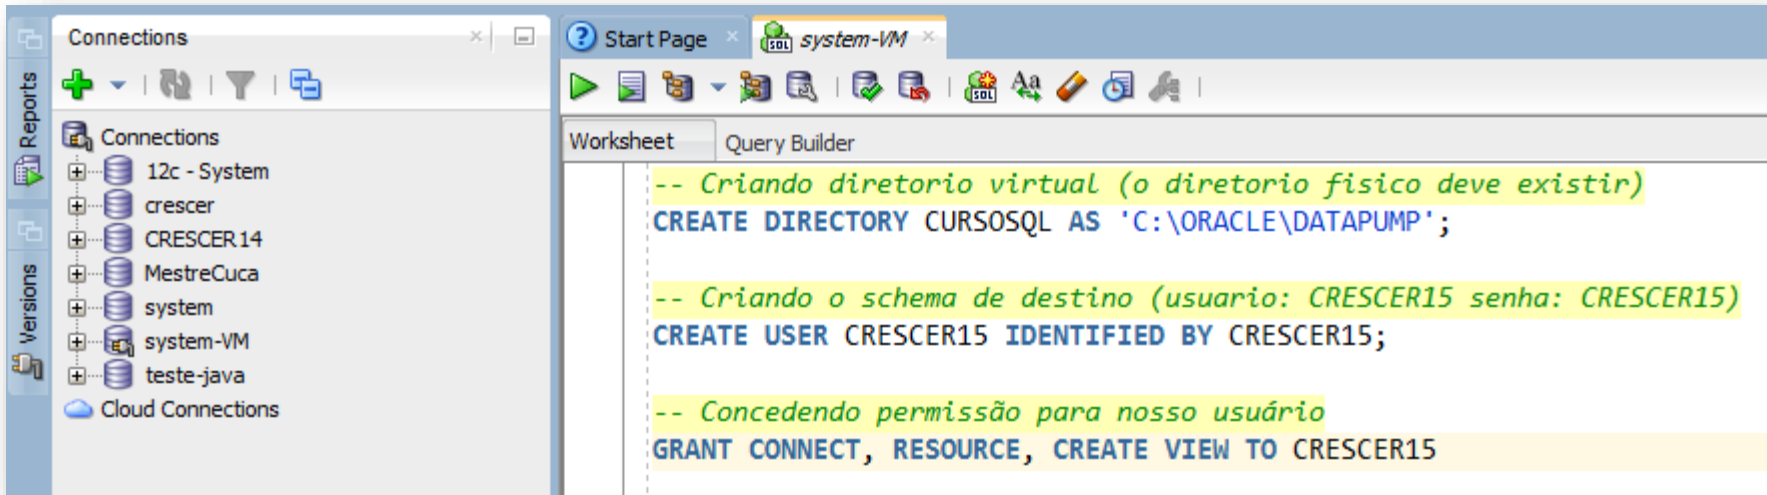 Reports
Versions
Connections
Connections
12c - System
crescer
CRESCER14
MestreCuca
system
system-VM
teste-java
Cloud Connections
Start Page
system-VM
SQL
SQL
Aa
Worksheet
Query Builder
-- Criando diretorio virtual (o diretorio fisico deve existir)
CREATE DIRECTORY CURSOSQL AS 'C:\ORACLE\DATAPUMP';
-- Criando o schema de destino (usuario: CRESCER15 senha: CRESCER15)
CREATE USER CRESCER15 IDENTIFIED BY CRESCER15;
-- Concedendo permissão para nosso usuário
GRANT CONNECT, RESOURCE, CREATE VIEW TO CRESCER15